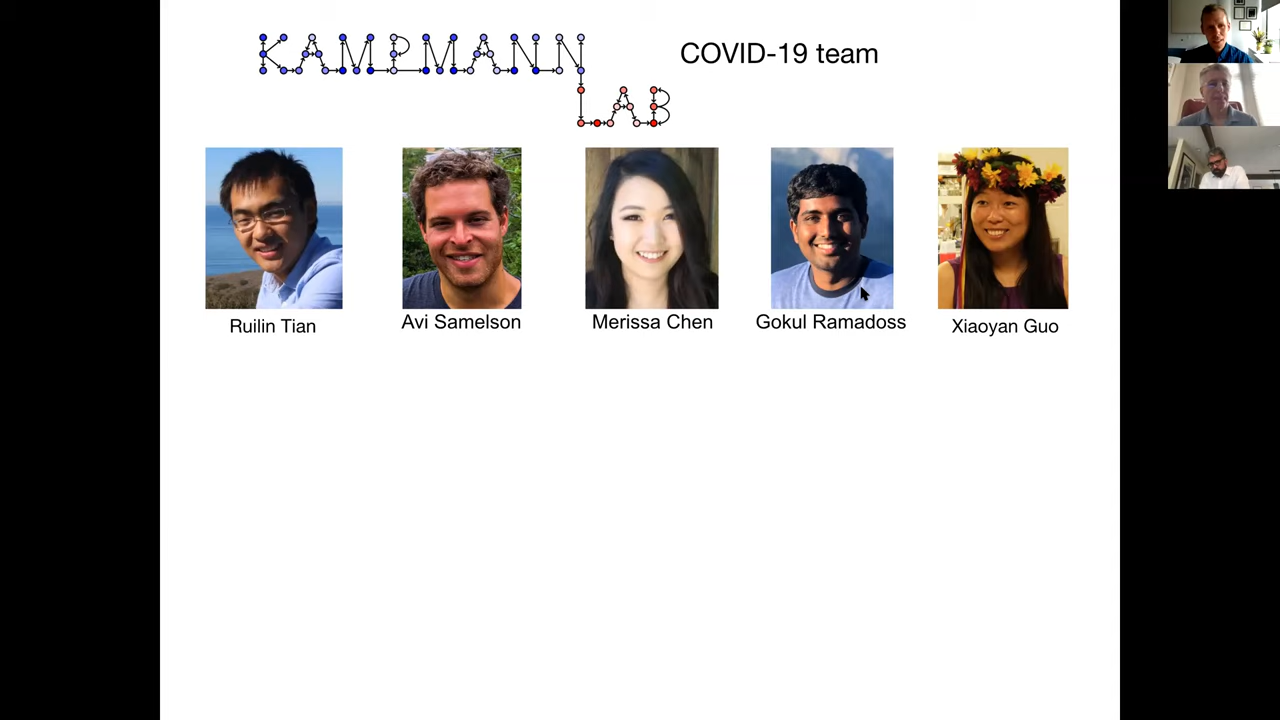 KAMPMANN
LAB
COVID-19 team
Ruilin Tian
Avi Samelson
Merissa Chen
Gokul Ramadoss
Xiaoyan Guo